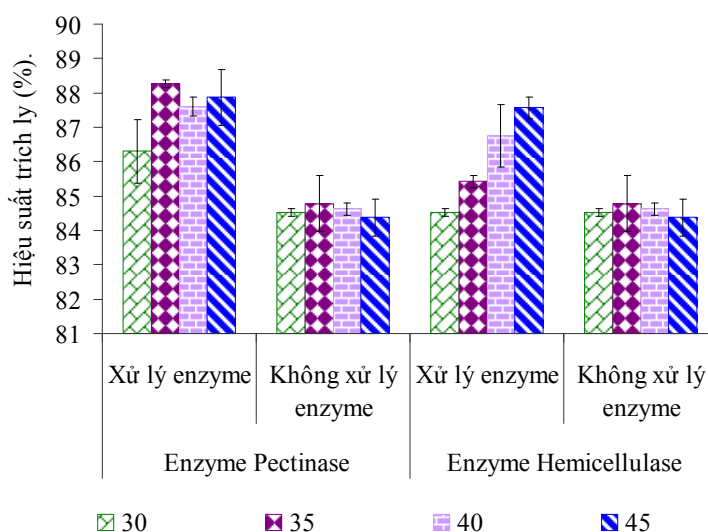 Hiệu suất trích ly (%).
90
89
88
87
86
85
84
83
82
81
Xử lý enzyme
Không xử lý
enzyme
Xử lý enzyme
Không xử lý
enzyme
Enzyme Pectinase
Enzyme Hemicellulase
30 35 40 45